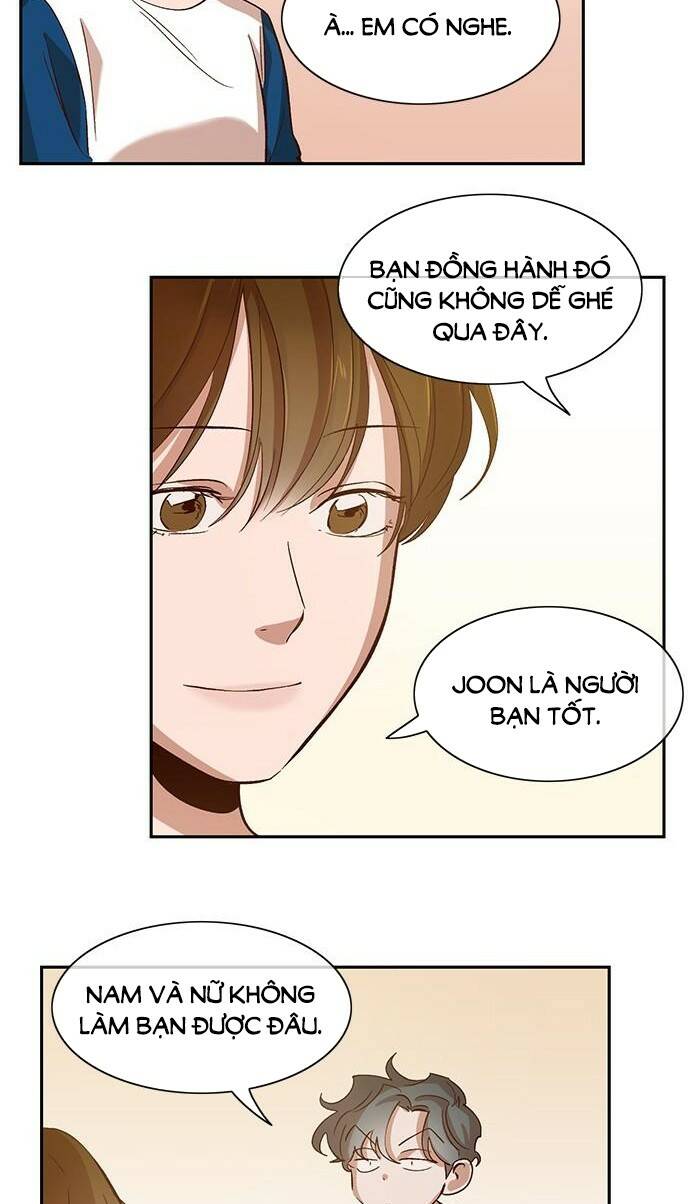 À... EM CÓ NGHE.
BẠN ĐỒNG HÀNH ĐÓ
CŨNG KHÔNG DỄ GHÉ
QUA ĐÂY.
JOON LÀ NGƯỜI
BẠN TỐT.
NAM VÀ NỮ KHÔNG
LÀM BẠN ĐƯỢC ĐÂU.